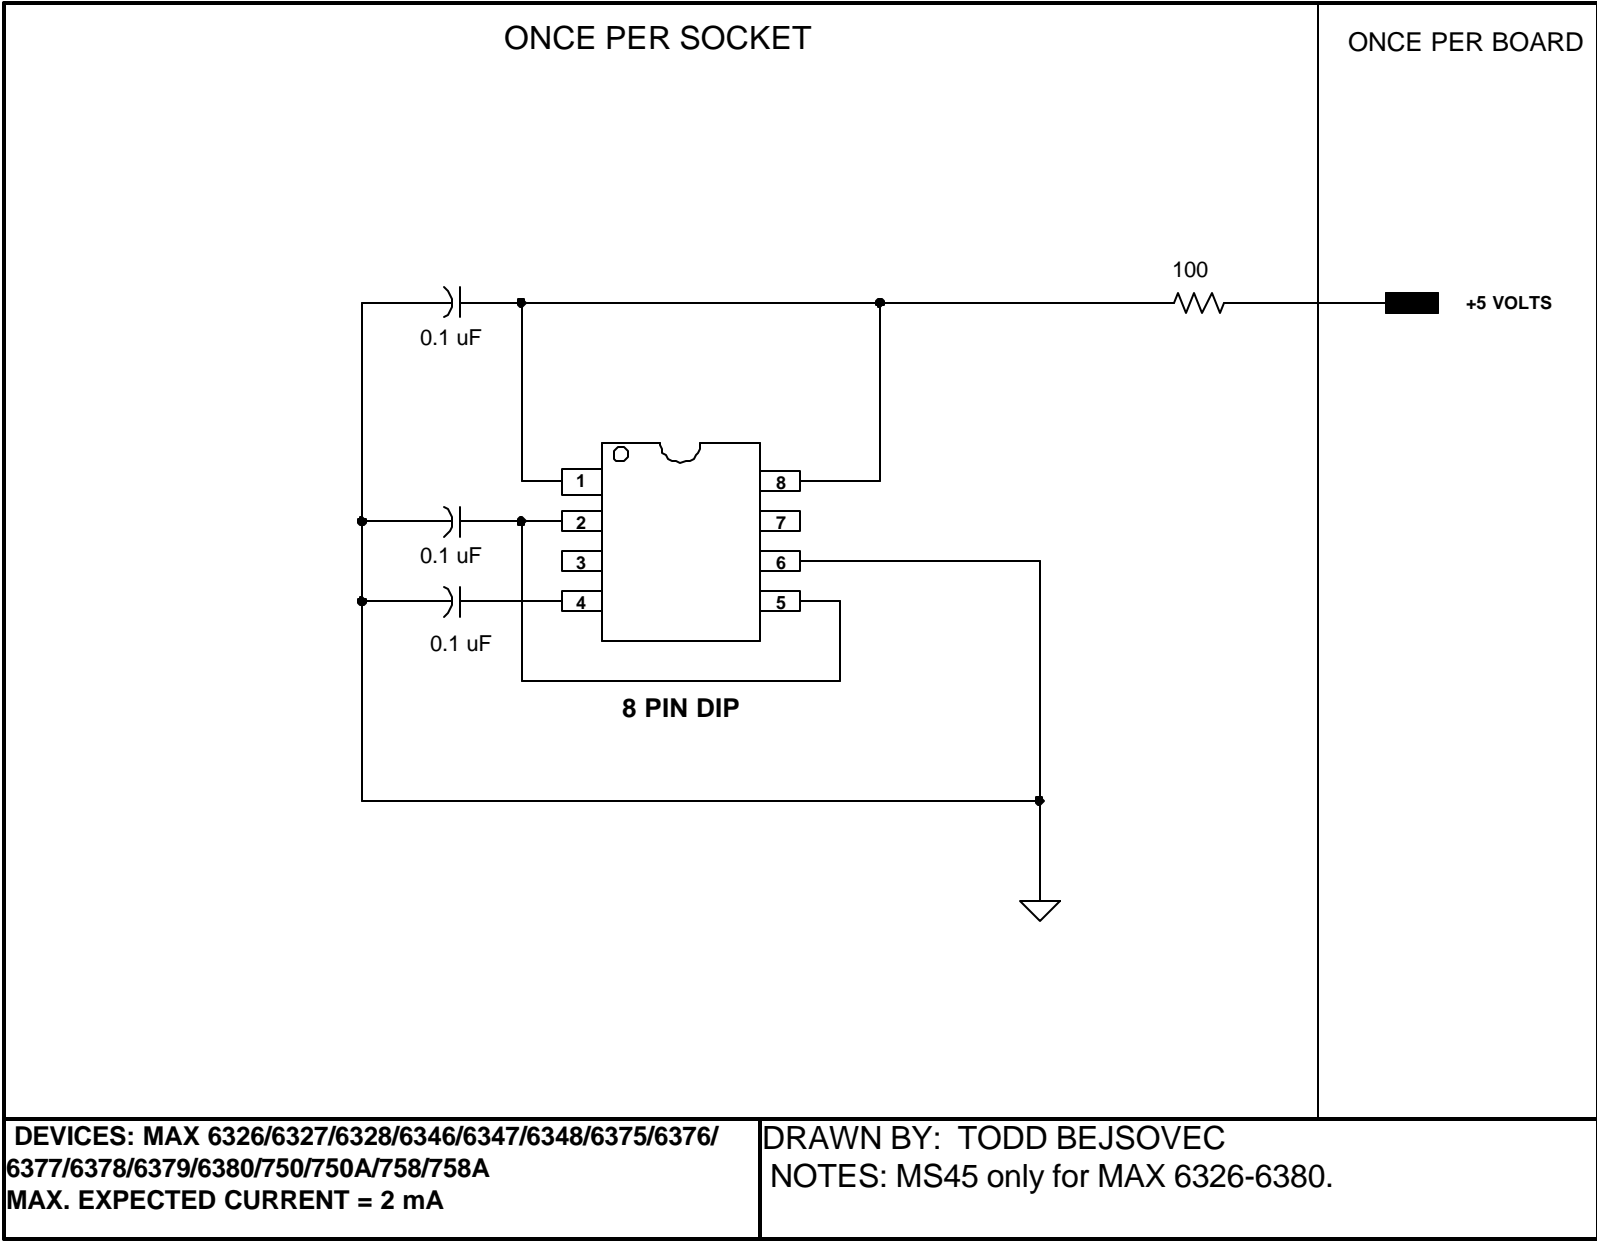 ONCE PER SOCKET
ONCE PER BOARD
100
+5 VOLTS
0.1 uF
1
8
2
7
0.1 uF
3
6
4
5
0.1 uF
8 PIN DIP
DEVICES: MAX 6326/6327/6328/6346/6347/6348/6375/6376/
6377/6378/6379/6380/750/750A/758/758A
MAX. EXPECTED CURRENT = 2 mA
DRAWN BY: TODD BEJSOVEC
NOTES: MS45 only for MAX 6326-6380.